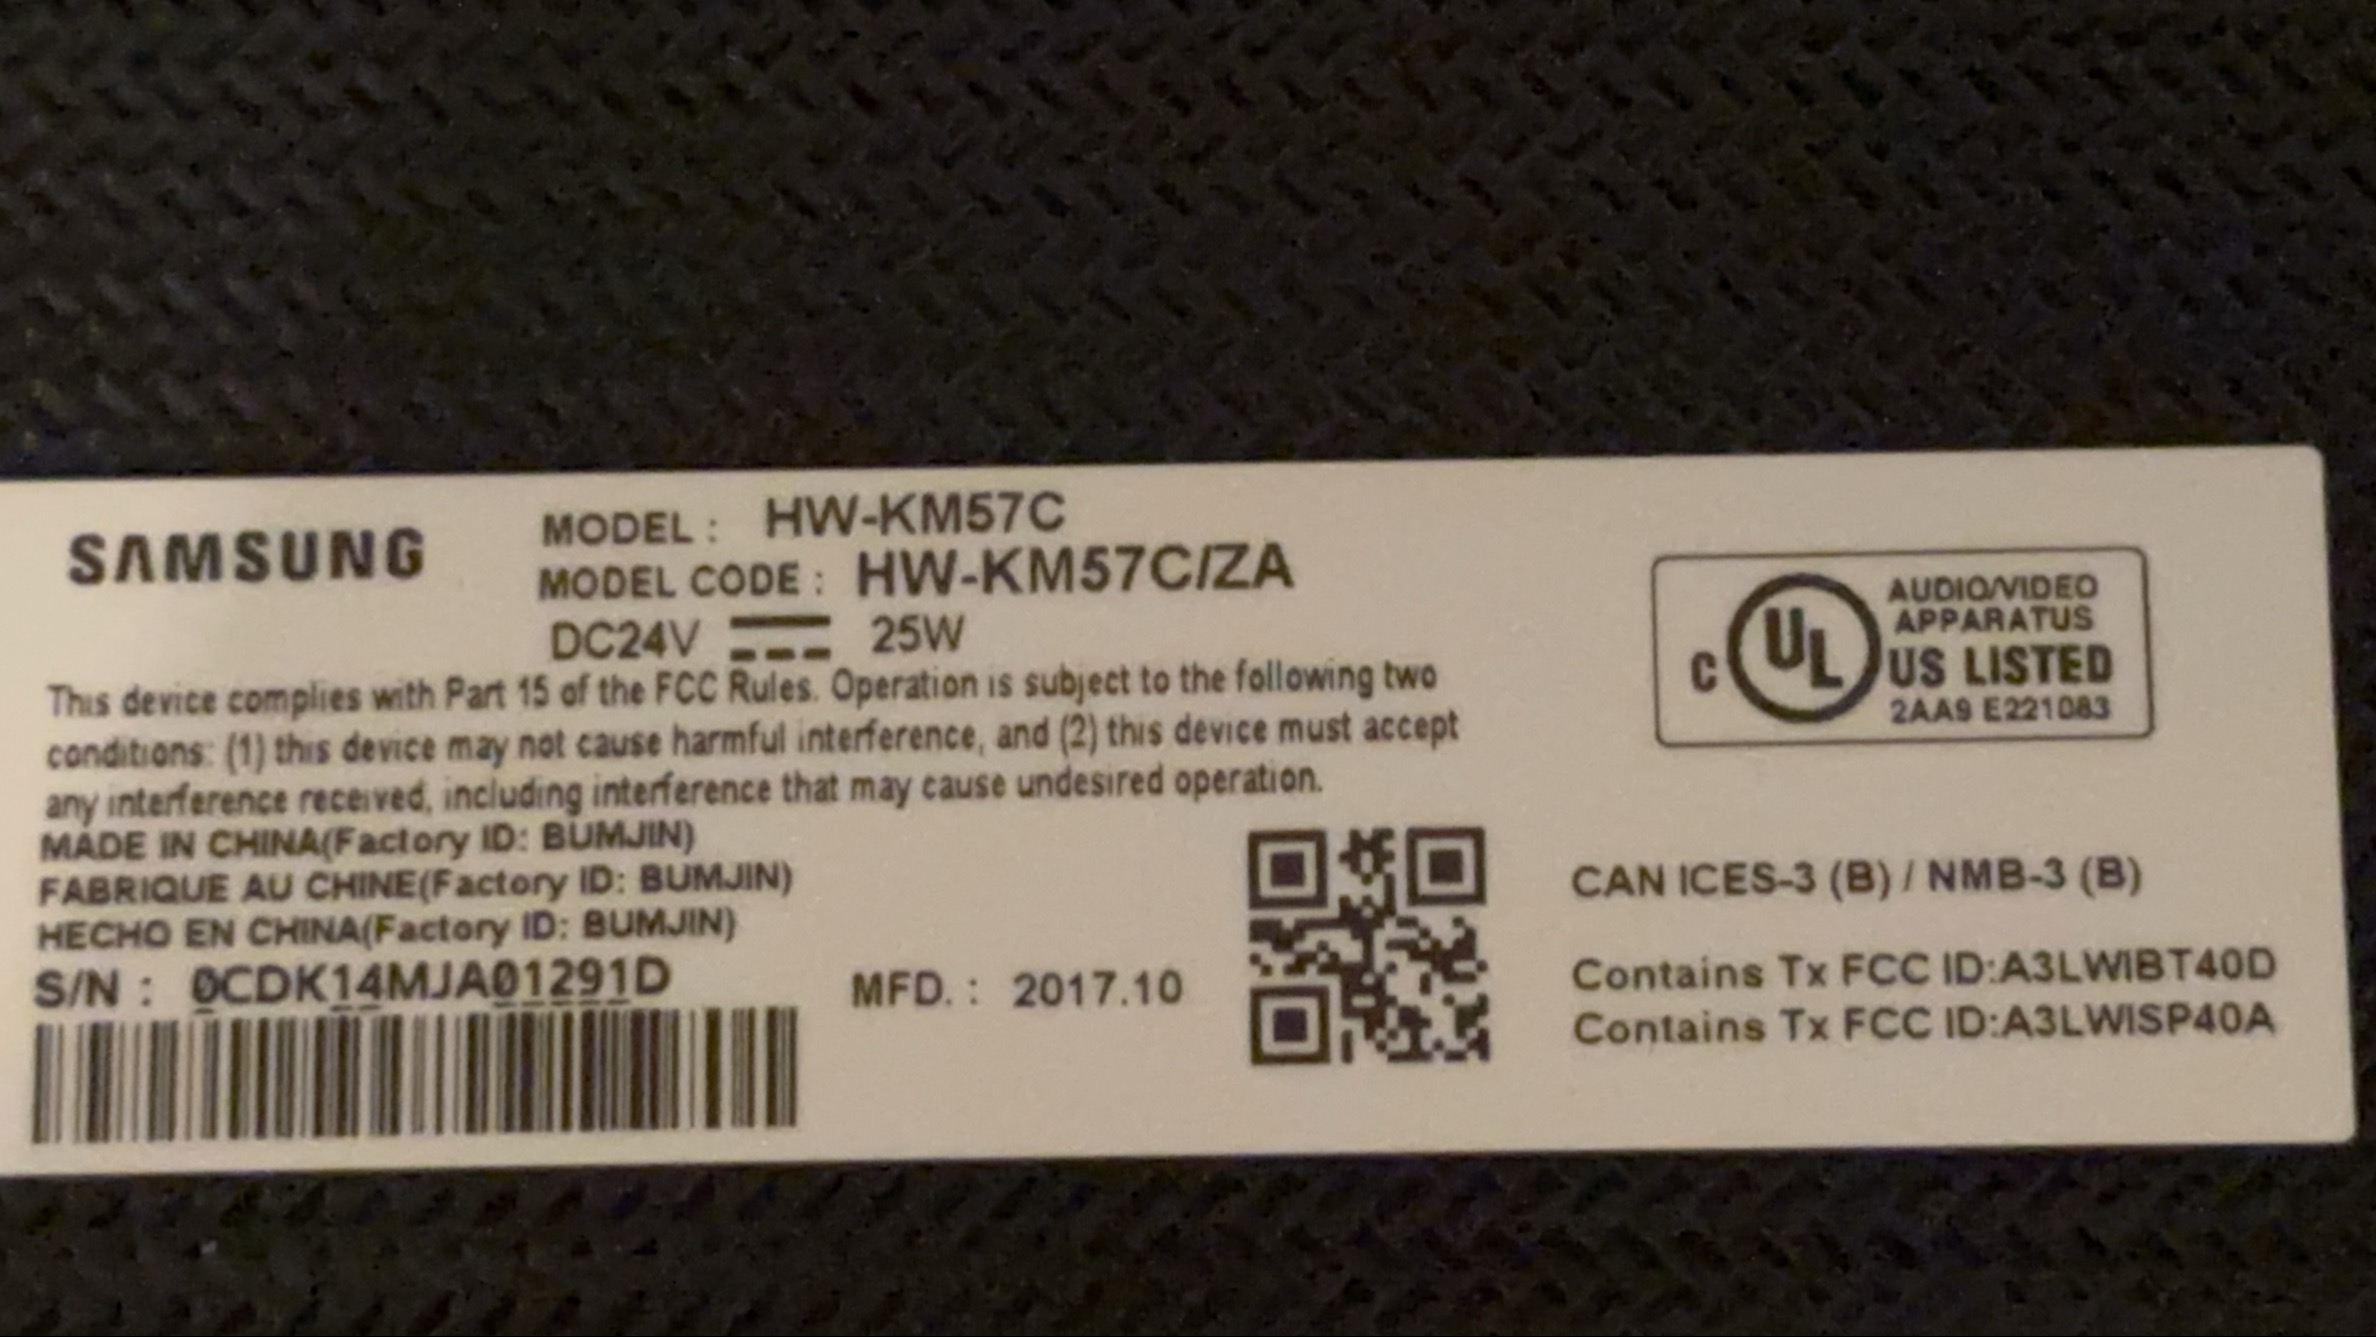 SAMSUNG
MODEL : HW-KM57C
MODEL CODE : HW-KM57C/ZA
DC24V 25W
This device complies with Part 15 of the FCC Rules. Operation is subject to the following two
conditions: (1) this device may not cause harmful interference, and (2) this device must accept
any interference received, including interference that may cause undesired operation.
MADE IN CHINA(Factory ID: BUMJIN)
FABRIQUE AU CHINE(Factory ID: BUMJIN)
HECHO EN CHINA(Factory ID: BUMJIN)
S/N : 0CDK14MJA01291D
MFD. : 2017.10
C UL
AUDIO/VIDEO
APPARATUS
US LISTED
2AA9 E221083
CAN ICES-3 (B) / NMB-3 (B)
Contains Tx FCC ID:A3LWIBT40D
Contains Tx FCC ID:A3LWISP40A